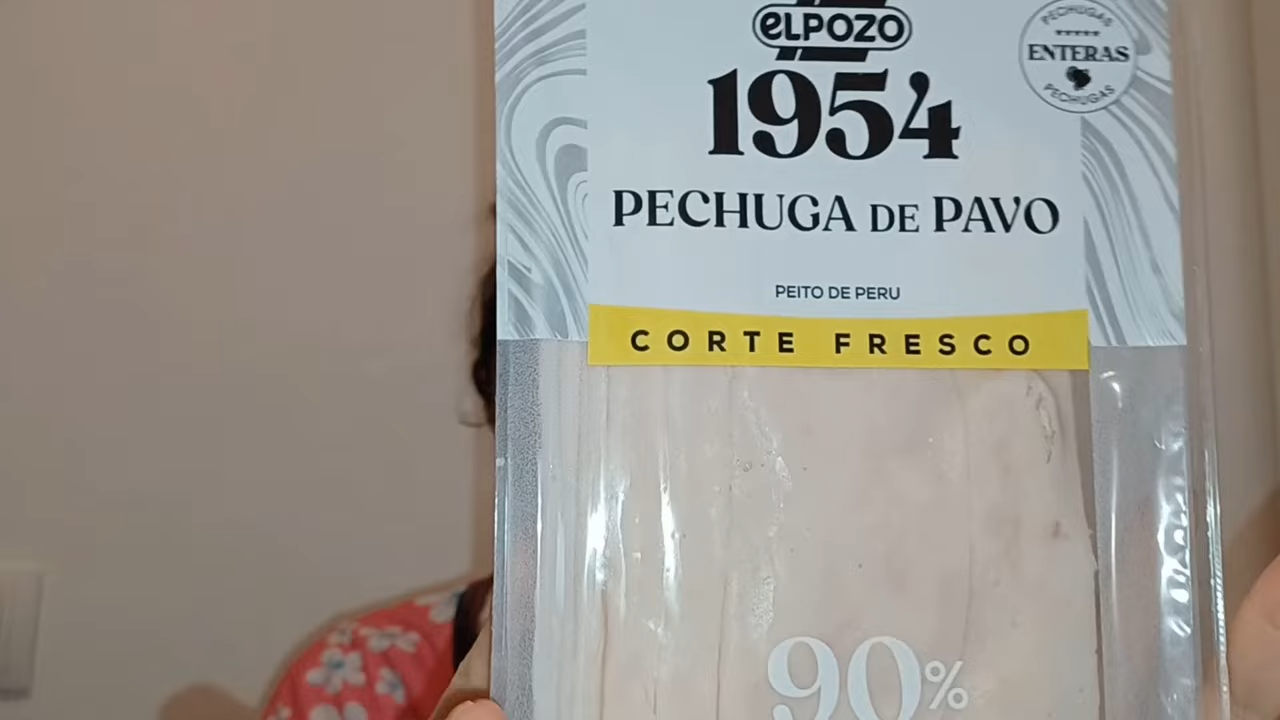 ELPOZO
1954
PECHUGAS
ENTERAS
PECHUGAS
PECHUGA DE PAVO
PEITO DE PERU
CORTE FRESCO
90%